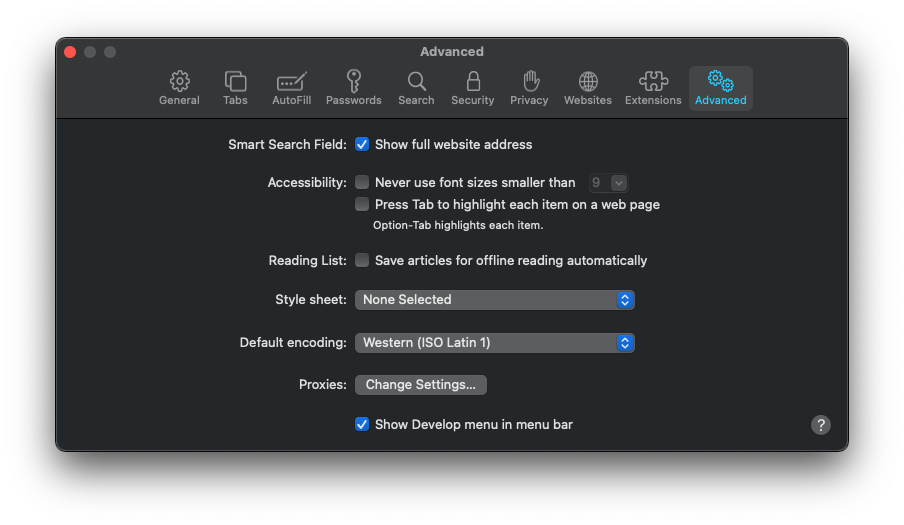 Advanced
General Tabs AutoFill Passwords Search Security Privacy Websites Extensions Advanced
Smart Search Field: Show full website address
Accessibility: Never use font sizes smaller than 9
Press Tab to highlight each item on a web page
Option-Tab highlights each item.
Reading List: Save articles for offline reading automatically
Style sheet: None Selected
Default encoding: Western (ISO Latin 1)
Proxies: Change Settings...
Show Develop menu in menu bar
?